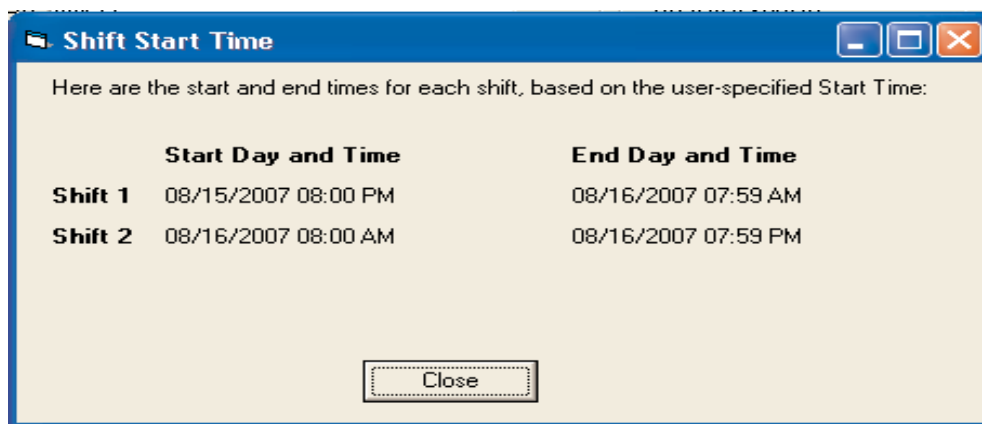 Shift Start Time
Here are the start and end times for each shift, based on the user-specified Start Time:
Start Day and Time End Day and Time
Shift 1 08/15/2007 08:00 PM 08/16/2007 07:59 AM
Shift 2 08/16/2007 08:00 AM 08/16/2007 07:59 PM
Close